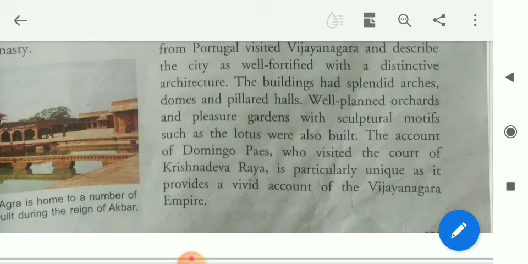 nasty.
Agra is home to a number of
uilt during the reign of Akbar.
from Portugal visited Vijayanagara and describe
the city as well-fortified with a distinctive
architecture. The buildings had splendid arches,
domes and pillared halls. Well-planned orchards
and pleasure gardens with sculptural motifs
such as the lotus were also built. The account
of Domingo Paes, who visited the court of
Krishnadeva Raya, is particularly unique as it
provides a vivid account of the Vijayanagara
Empire.